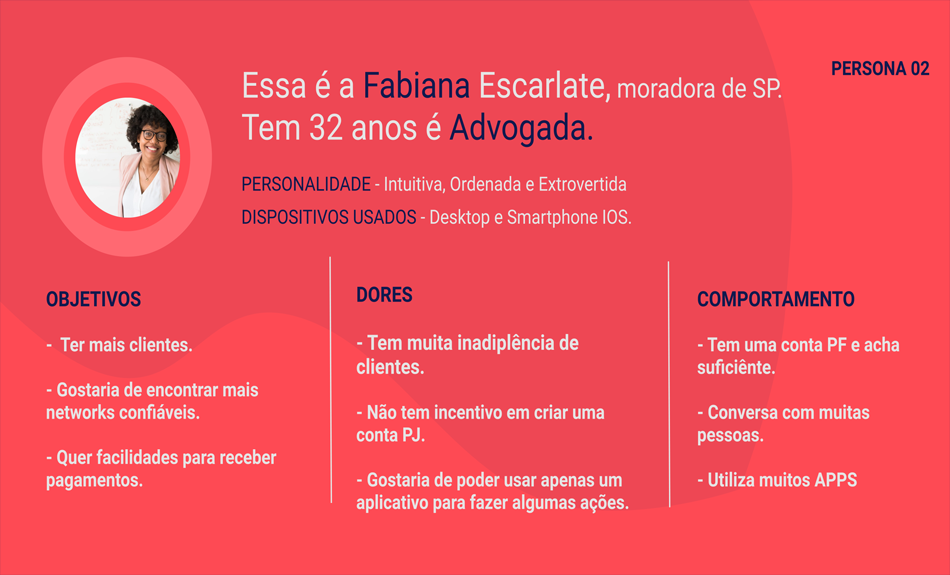 PERSONA 02
Essa é a Fabiana Escarlate, moradora de SP.
Tem 32 anos é Advogada.
PERSONALIDADE - Intuitiva, Ordenada e Extrovertida
DISPOSITIVOS USADOS - Desktop e Smartphone IOS.
OBJETIVOS
- Ter mais clientes.
- Gostaria de encontrar mais
networks confiáveis.
- Quer facilidades para receber
pagamentos.
DORES
- Tem muita inadiplência de
clientes.
- Não tem incentivo em criar uma
conta PJ.
- Gostaria de poder usar apenas um
aplicativo para fazer algumas ações.
COMPORTAMENTO
- Tem uma conta PF e acha
suficiênte.
- Conversa com muitas
pessoas.
- Utiliza muitos APPS